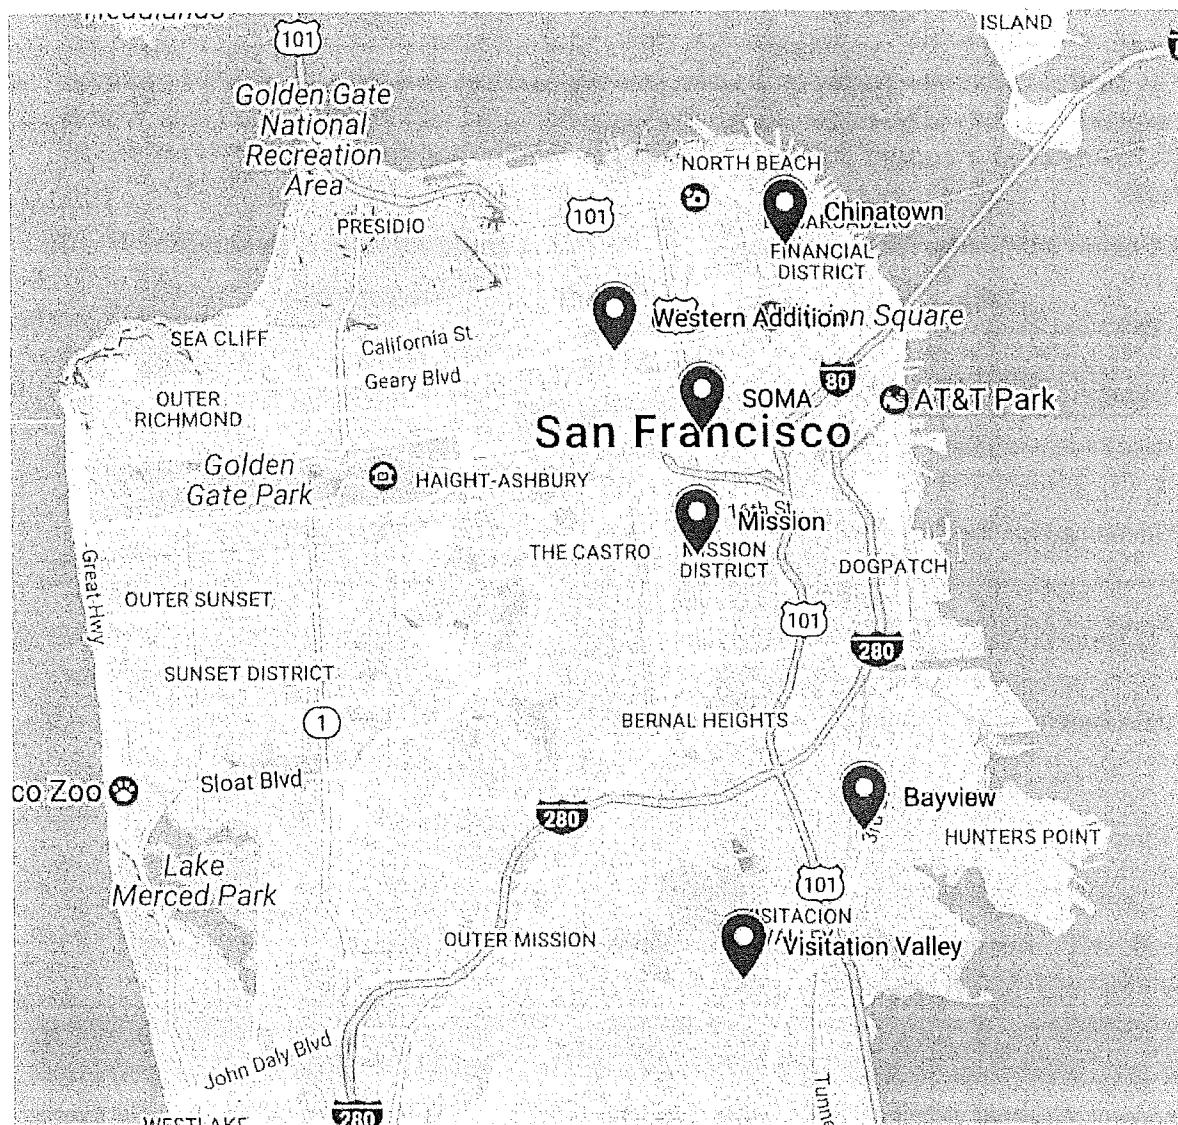 ISLAND
101
Golden Gate
National
Recreation
Area
NORTH BEACH
PRESIDIO
101
Chinatown
FINANCIAL
DISTRICT
Western Addition
Square
SEA CLIFF
California St
Geary Blvd
80
SOMA
AT&T Park
OUTER
RICHMOND
San Francisco
Golden
Gate Park
HAIGHT-ASHBURY
Mission
THE CASTRO
MISSION
DISTRICT
DOGPATCH
Great Hwy
OUTER SUNSET
101
280
SUNSET DISTRICT
1
BERNAL HEIGHTS
Sloat Blvd
co Zoo
280
Bayview
HUNTERS POINT
Lake
Merced Park
101
Visitation Valley
OUTER MISSION
John Daly Blvd
280